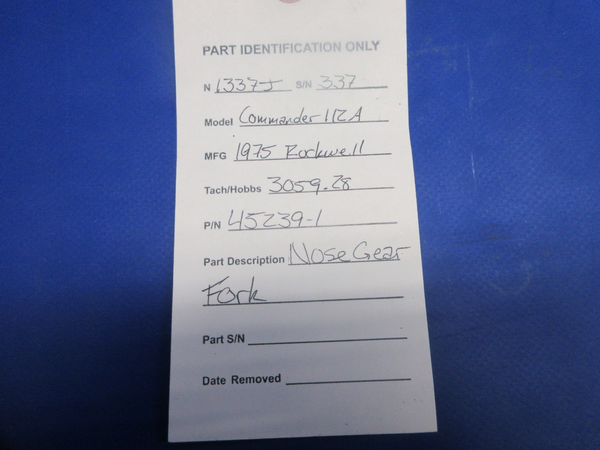 PART IDENTIFICATION ONLY
N 1337J S/N 337
Model Commander 112A
MFG 1975 Rockwell
Tach/Hobbs 3059.28
P/N 45239-1
Part Description Nose Gear
Fork
Part S/N
Date Removed